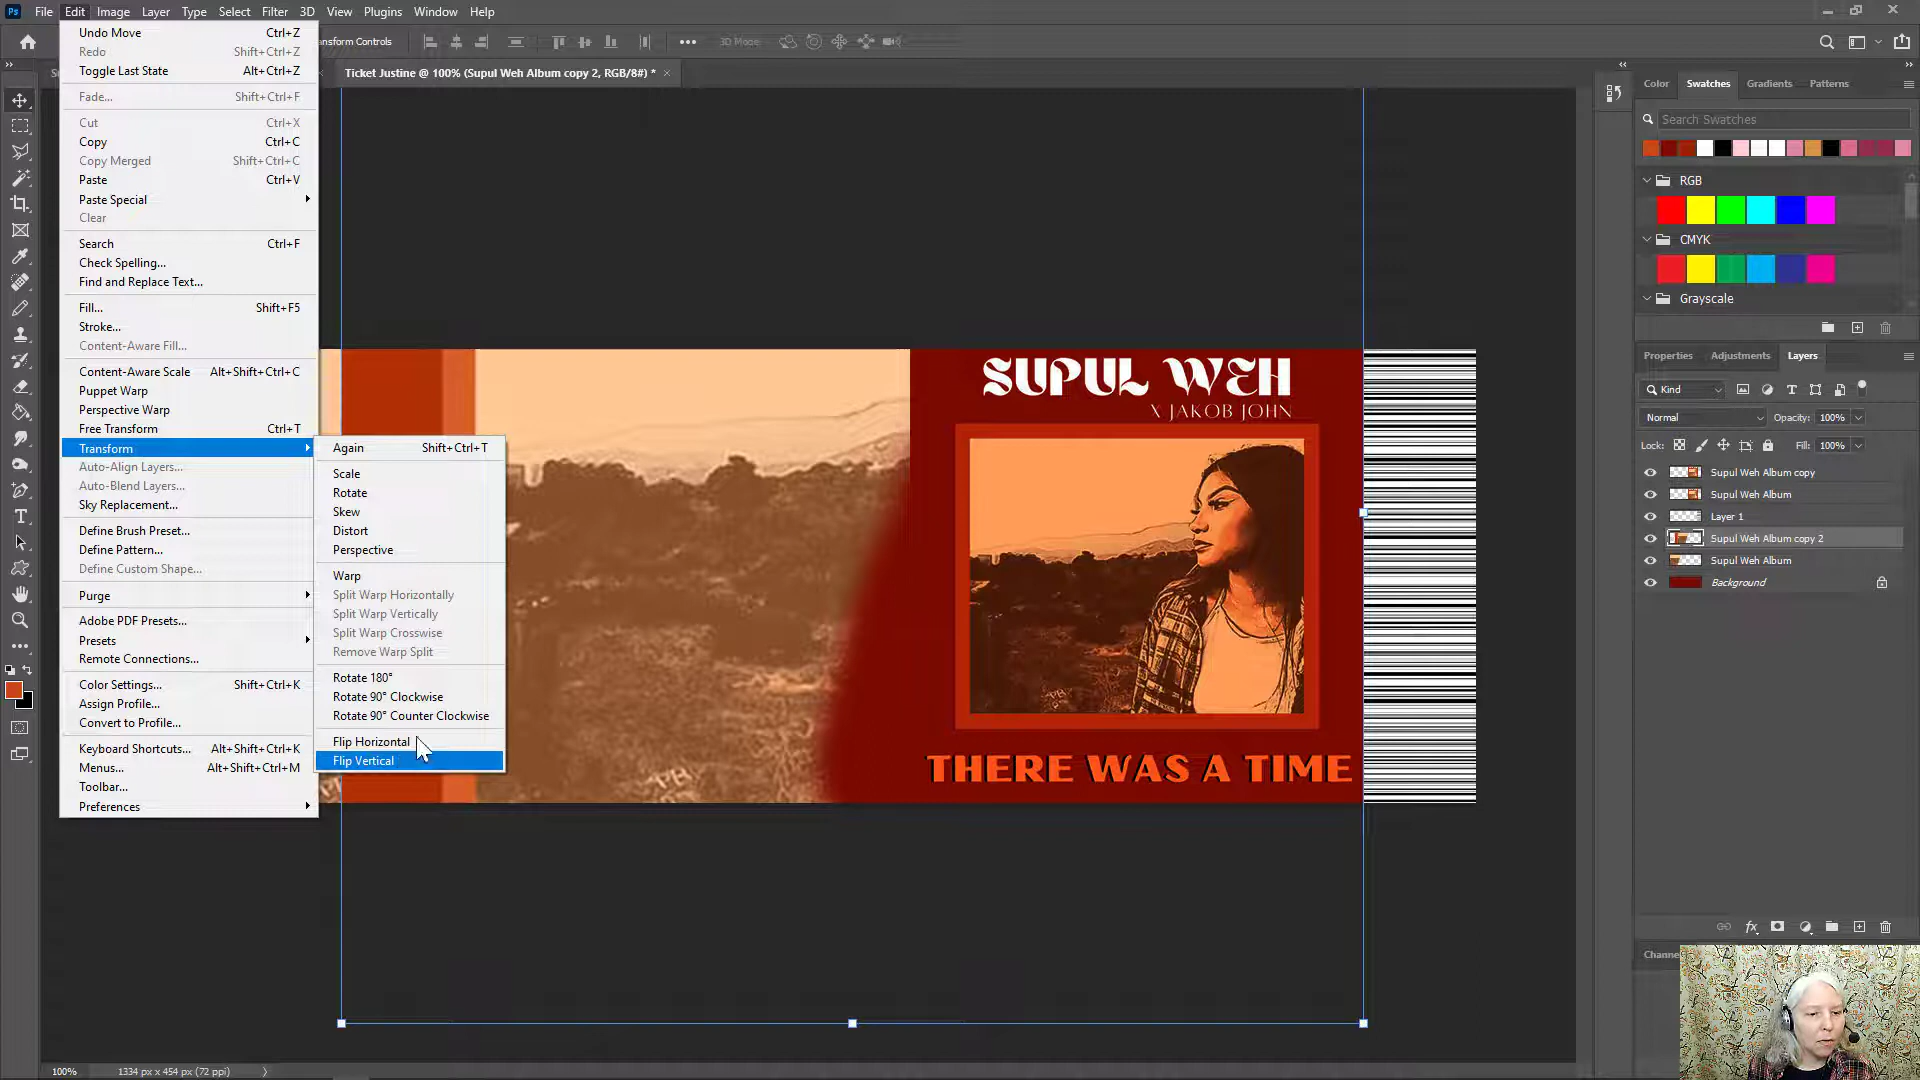 Ps File Edit Image Layer Type Select Filter 3D View Plugins Window Help
ansform Controls
3D Mode:
Ticket Justine @ 100% (Supul Weh Album copy 2, RGB/8#) *
Undo Move Ctrl+Z
Redo Shift+Ctrl+Z
Toggle Last State Alt+Ctrl+Z
Fade... Shift+Ctrl+F
Cut Ctrl+X
Copy Ctrl+C
Copy Merged Shift+Ctrl+C
Paste Ctrl+V
Paste Special
Clear
Search Ctrl+F
Check Spelling...
Find and Replace Text...
Fill... Shift+F5
Stroke...
Content-Aware Fill...
Content-Aware Scale Alt+Shift+Ctrl+C
Puppet Warp
Perspective Warp
Free Transform Ctrl+T
Transform
Auto-Align Layers...
Auto-Blend Layers...
Sky Replacement...
Define Brush Preset...
Define Pattern...
Define Custom Shape...
Purge
Adobe PDF Presets...
Presets
Remote Connections...
Color Settings... Shift+Ctrl+K
Assign Profile...
Convert to Profile...
Keyboard Shortcuts... Alt+Shift+Ctrl+K
Menus... Alt+Shift+Ctrl+M
Toolbar...
Preferences
Again Shift+Ctrl+T
Scale
Rotate
Skew
Distort
Perspective
Warp
Split Warp Horizontally
Split Warp Vertically
Split Warp Crosswise
Remove Warp Split
Rotate 180°
Rotate 90° Clockwise
Rotate 90° Counter Clockwise
Flip Horizontal
Flip Vertical
SUPUL WEH
X JAKOB JOHN
THERE WAS A TIME
Color Swatches Gradients Patterns
Search Swatches
RGB
CMYK
Grayscale
Properties Adjustments Layers
Kind
Normal Opacity: 100%
Lock: Fill: 100%
Supul Weh Album copy
Supul Weh Album
Layer 1
Supul Weh Album copy 2
Supul Weh Album
Background
Channe
100% 1334 px x 454 px (72 ppi)